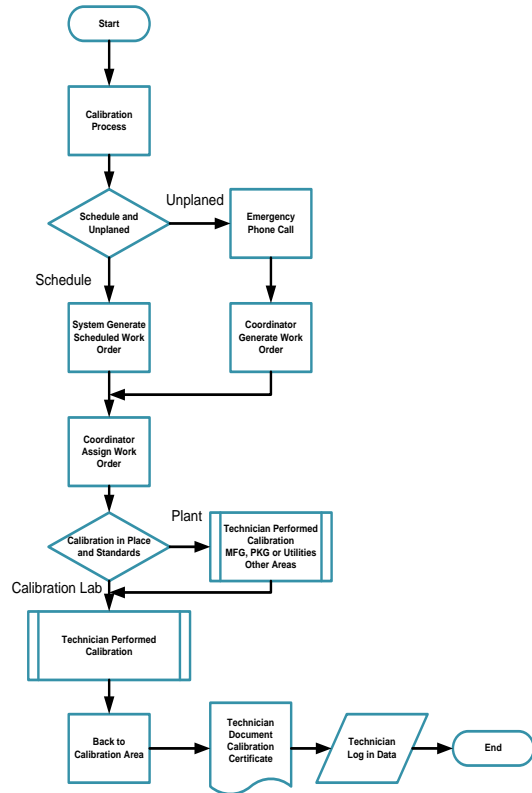 Start
Calibration
Process
Schedule and
Unplaned
Unplaned
Emergency
Phone Call
Schedule
System Generate
Scheduled Work
Order
Coordinator
Generate Work
Order
Coordinator
Assign Work
Order
Calibration in Place
and Standards
Plant
Technician Performed
Calibration
MFG, PKG or Utilities
Other Areas
Calibration Lab
Technician Performed
Calibration
Back to
Calibration Area
Technician
Document
Calibration
Certificate
Technician
Log in Data
End